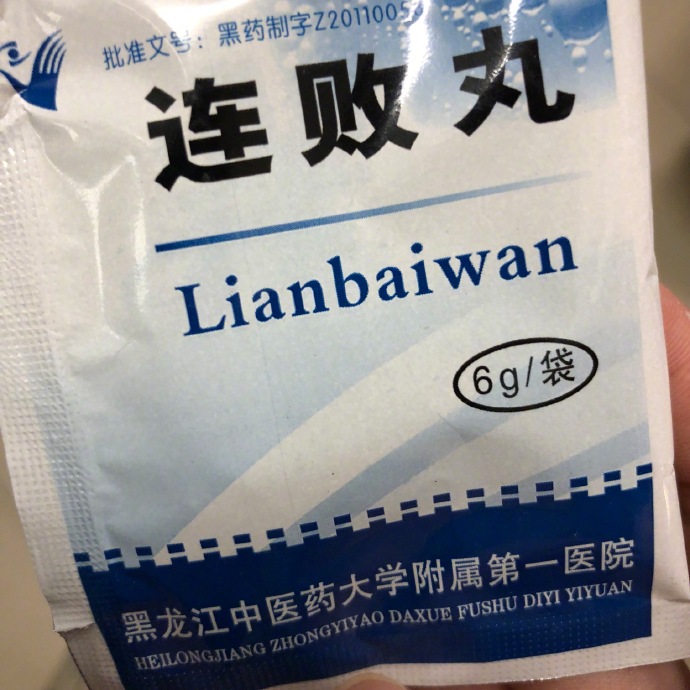 批准文号：黑药制字Z2011005
连败丸
Lianbaiwan
6g/袋
黑龙江中医药大学附属第一医院
HEILONGJIANG ZHONGYIYAO DAXUE FUSHU DIYI YIYUAN